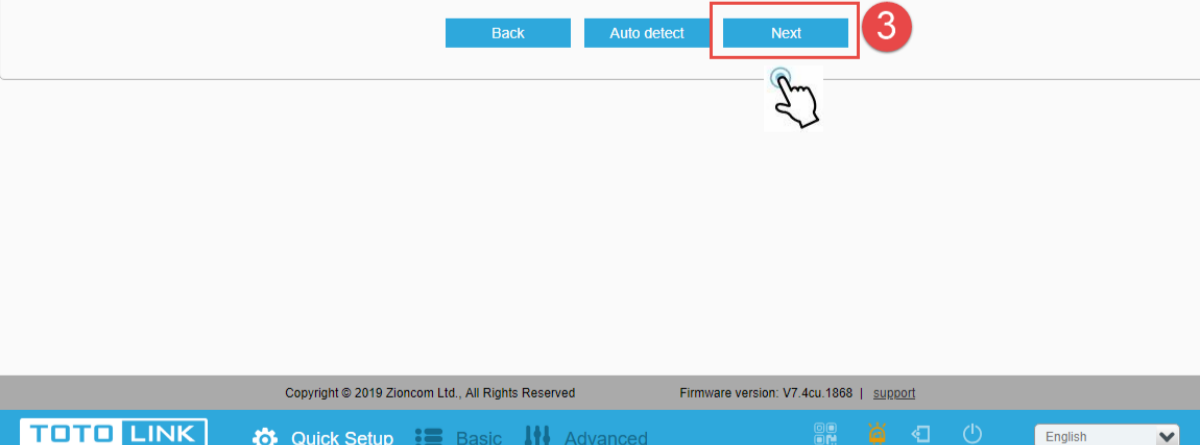 Back Auto detect Next 3
Copyright © 2019 Zioncom Ltd., All Rights Reserved Firmware version: V7.4cu.1868 | support
TOTO LINK Quick Setup Basic Advanced English